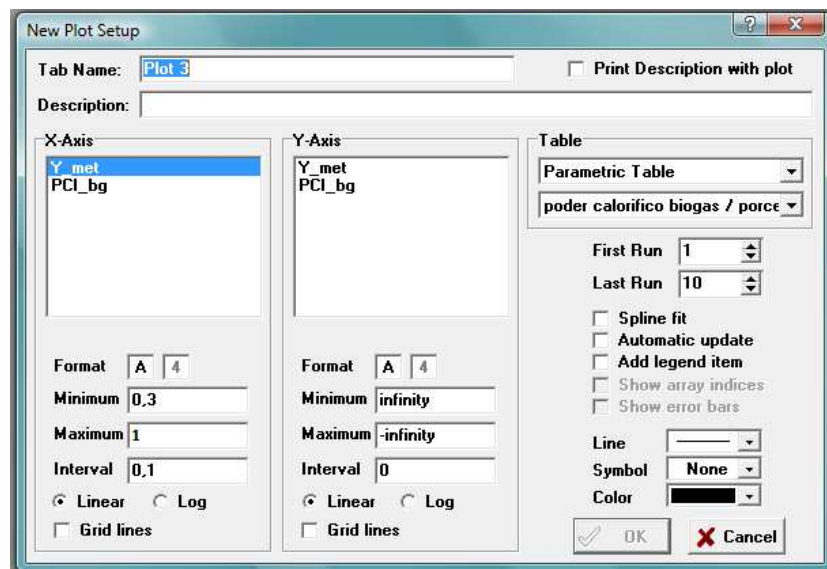 New Plot Setup
?
X
Tab Name: Plot 3
Print Description with plot
Description:
X-Axis
Y_met
PCI_bg
Format A 4
Minimum 0,3
Maximum 1
Interval 0,1
Linear Log
Grid lines
Y-Axis
Y_met
PCI_bg
Format A 4
Minimum infinity
Maximum -infinity
Interval 0
Linear Log
Grid lines
Table
Parametric Table
poder calorifico biogas / porce
First Run 1
Last Run 10
Spline fit
Automatic update
Add legend item
Show array indices
Show error bars
Line
Symbol None
Color
OK
Cancel